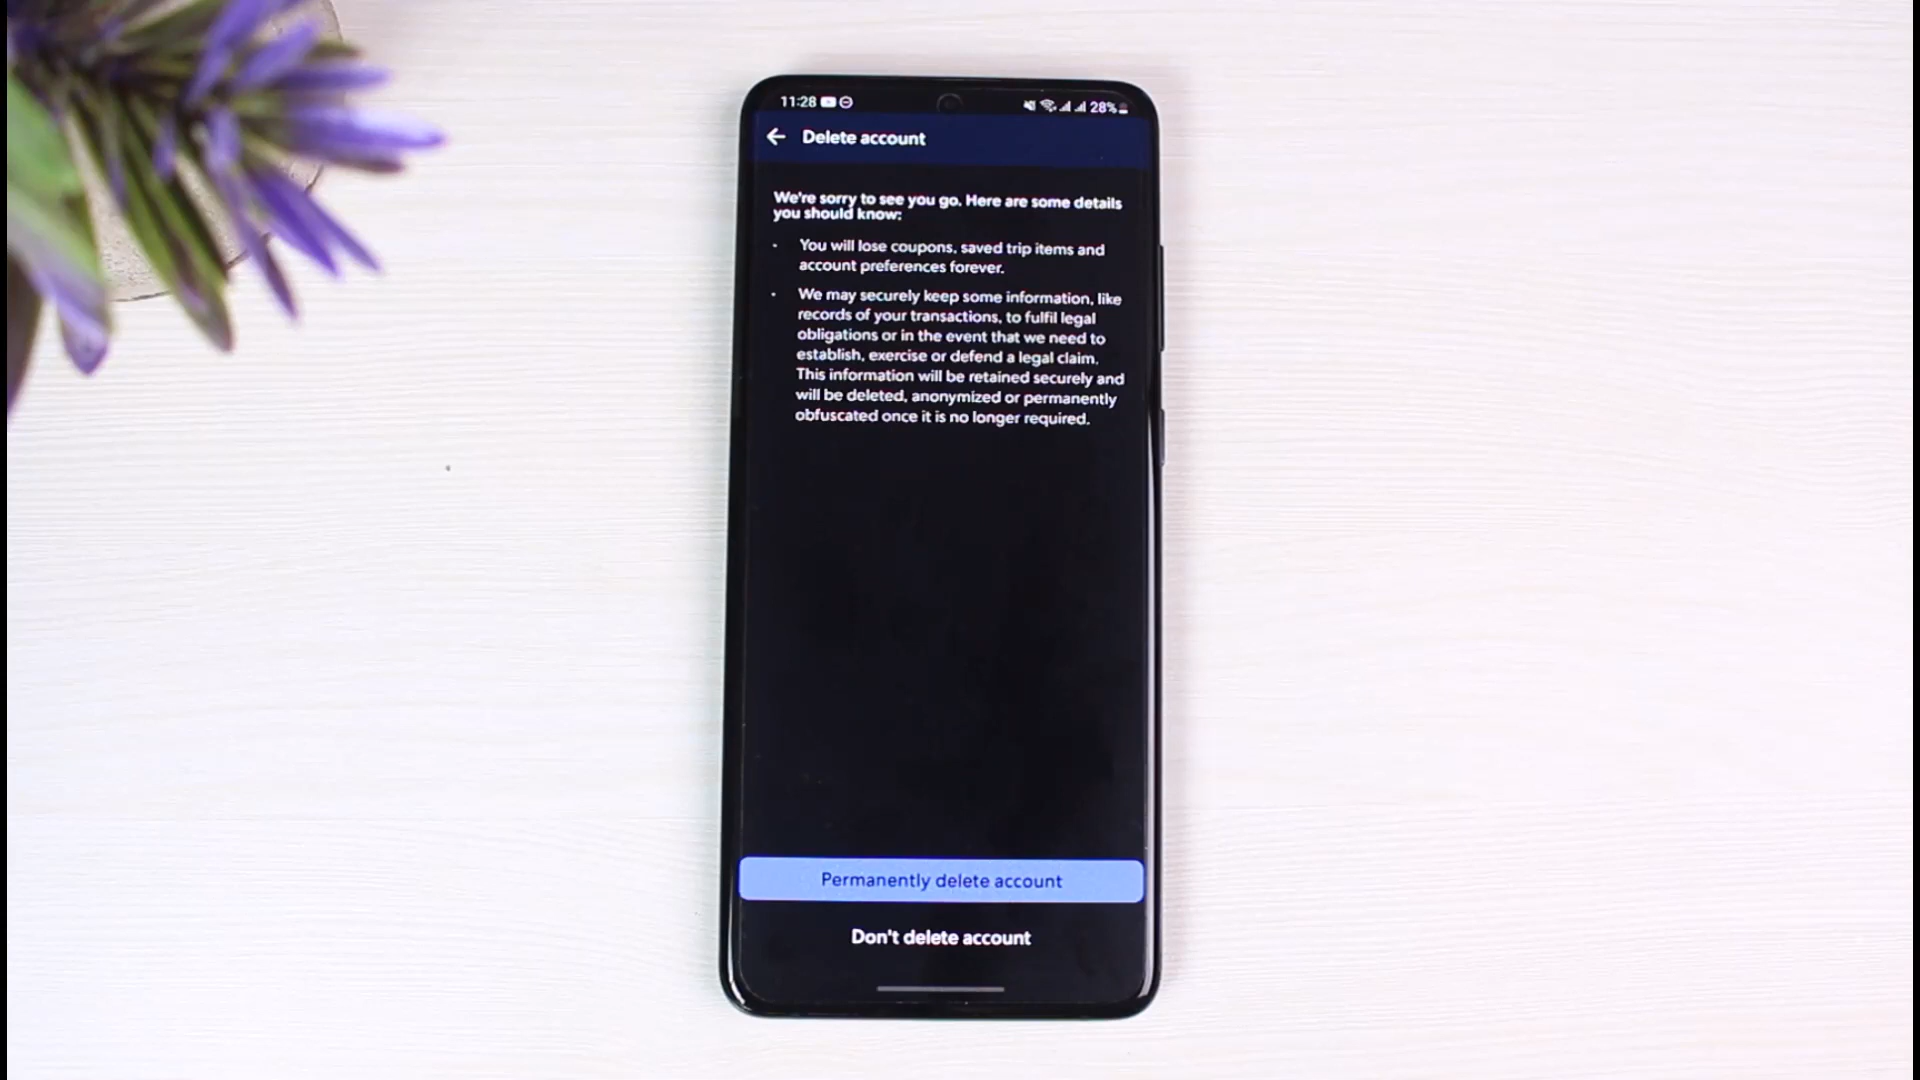 11:28
28%
Delete account
We're sorry to see you go. Here are some details
you should know:
· You will lose coupons, saved trip items and
account preferences forever.
· We may securely keep some information, like
records of your transactions, to fulfil legal
obligations or in the event that we need to
establish, exercise or defend a legal claim.
This information will be retained securely and
will be deleted, anonymized or permanently
obfuscated once it is no longer required.
Permanently delete account
Don't delete account